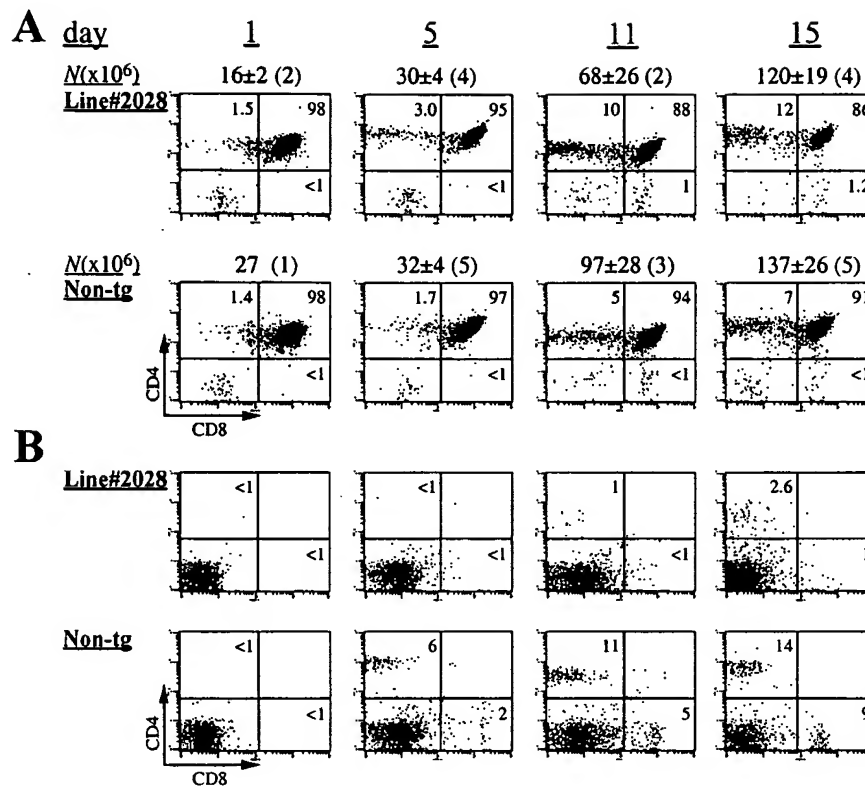 A day 1 5 11 15
N(x10⁶) 16±2 (2) 30±4 (4) 68±26 (2) 120±19 (4)
Line#2028
1.5 98 3.0 95 10 88 12 86
<1 <1 1 1.2
N(x10⁶) 27 (1) 32±4 (5) 97±28 (3) 137±26 (5)
Non-tg
1.4 98 1.7 97 5 94 7
<1 <1 <1
CD4
CD8
B
Line#2028
<1 <1 1 2.6
<1 <1 <1
Non-tg
<1 6 11 14
<1 2 5 9
CD4
CD8